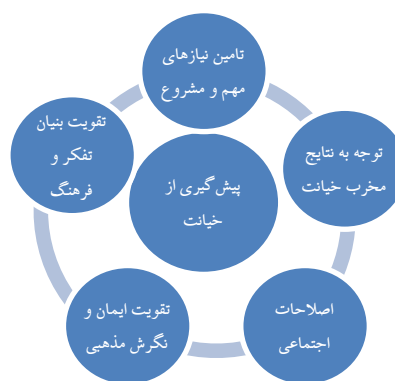 تامین نیازهای
مهم و مشروع
توجه به نتایج
مخرب خیانت
اصلاحات
اجتماعی
تقویت ایمان و
نگرش مذهبی
تقویت بنیان
تفکر و
فرهنگ
پیش‌گیری از
خیانت